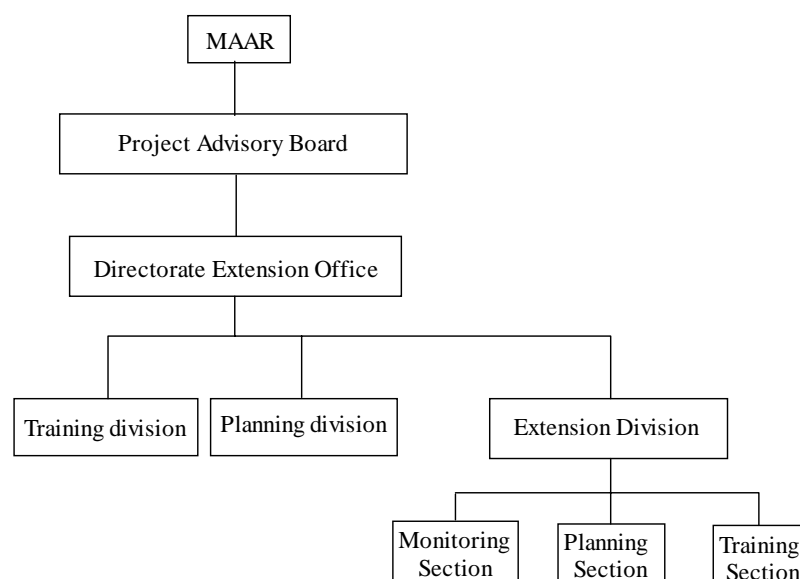 MAAR
Project Advisory Board
Directorate Extension Office
Training division
Planning division
Extension Division
Monitoring
Section
Planning
Section
Training
Section